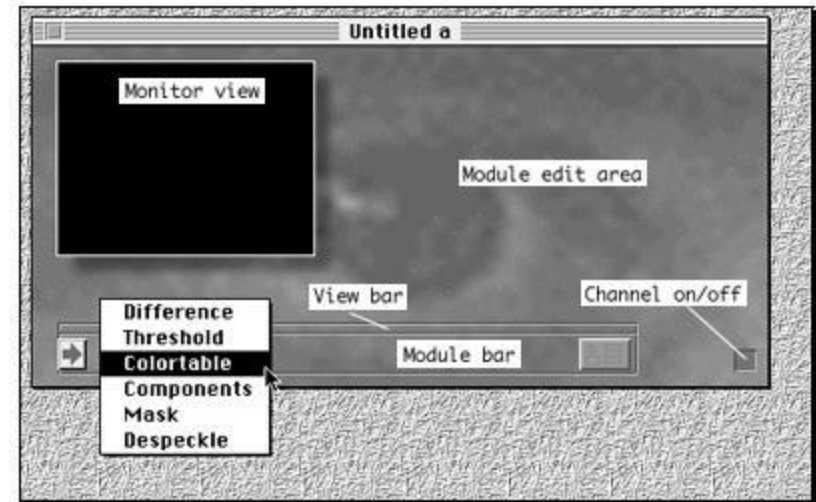 Untitled a
Monitor view
Module edit area
View bar
Channel on/off
Difference
Threshold
Colortable
Components
Mask
Despeckle
Module bar